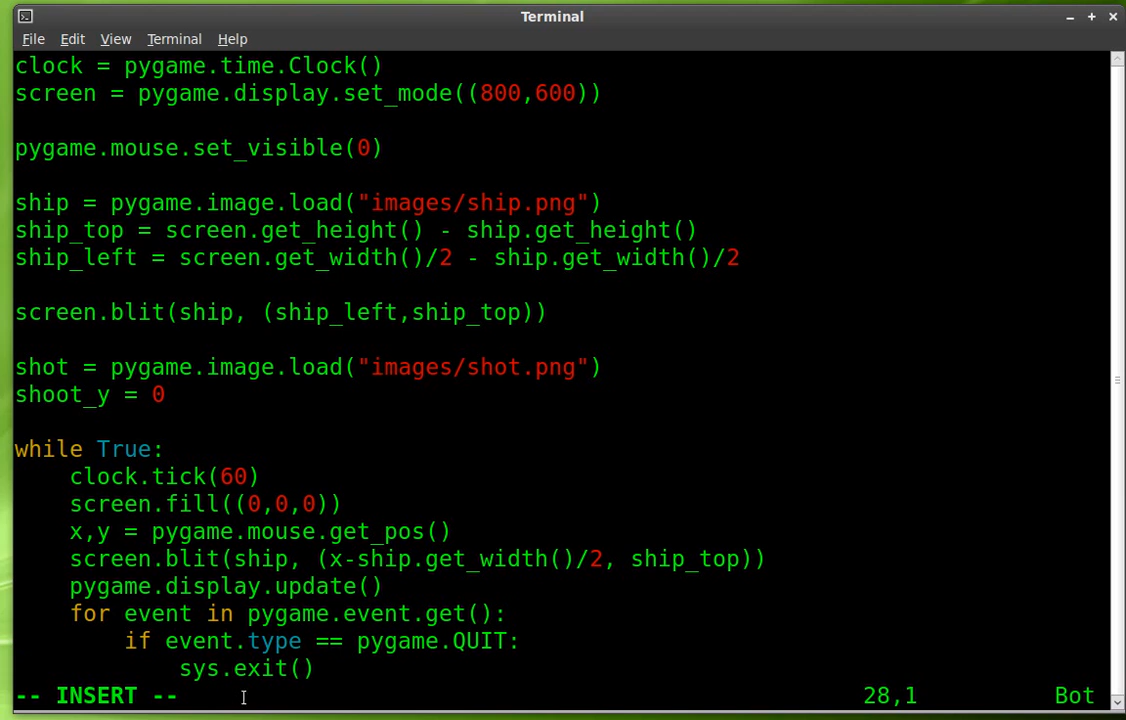 Terminal
File Edit View Terminal Help
clock = pygame.time.Clock()
screen = pygame.display.set_mode((800,600))
pygame.mouse.set_visible(0)
ship = pygame.image.load("images/ship.png")
ship_top = screen.get_height() - ship.get_height()
ship_left = screen.get_width()/2 - ship.get_width()/2
screen.blit(ship, (ship_left,ship_top))
shot = pygame.image.load("images/shot.png")
shoot_y = 0
while True:
    clock.tick(60)
    screen.fill((0,0,0))
    x,y = pygame.mouse.get_pos()
    screen.blit(ship, (x-ship.get_width()/2, ship_top))
    pygame.display.update()
    for event in pygame.event.get():
        if event.type == pygame.QUIT:
            sys.exit()
-- INSERT -- 28,1 Bot